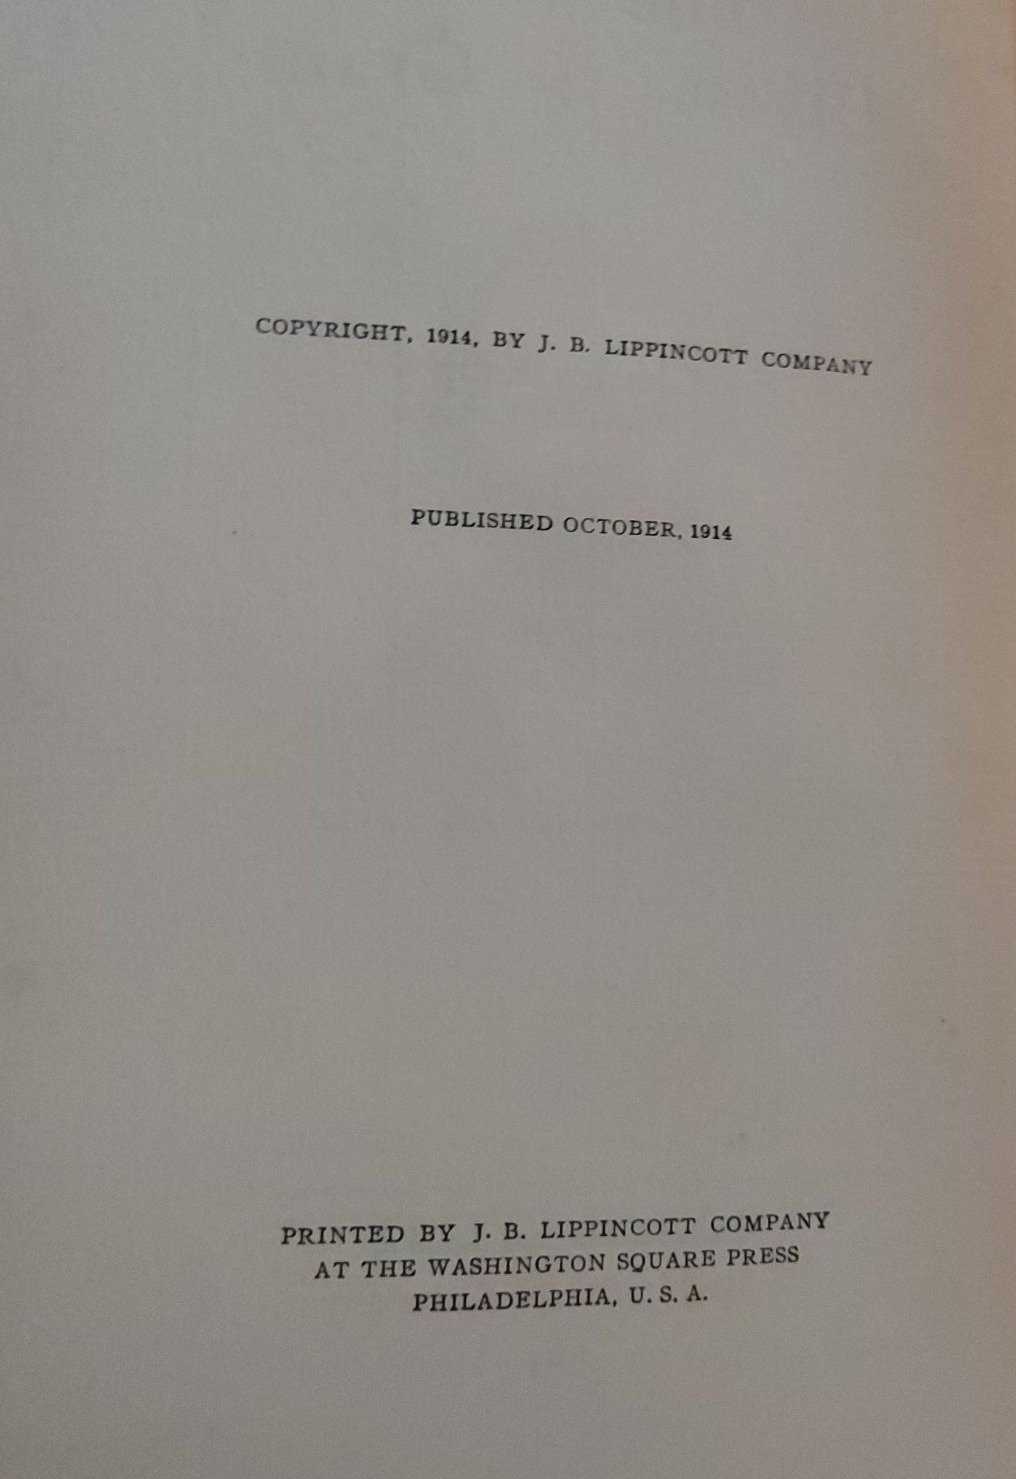 COPYRIGHT, 1914, BY J. B. LIPPINCOTT COMPANY
PUBLISHED OCTOBER, 1914
PRINTED BY J. B. LIPPINCOTT COMPANY
AT THE WASHINGTON SQUARE PRESS
PHILADELPHIA, U. S. A.